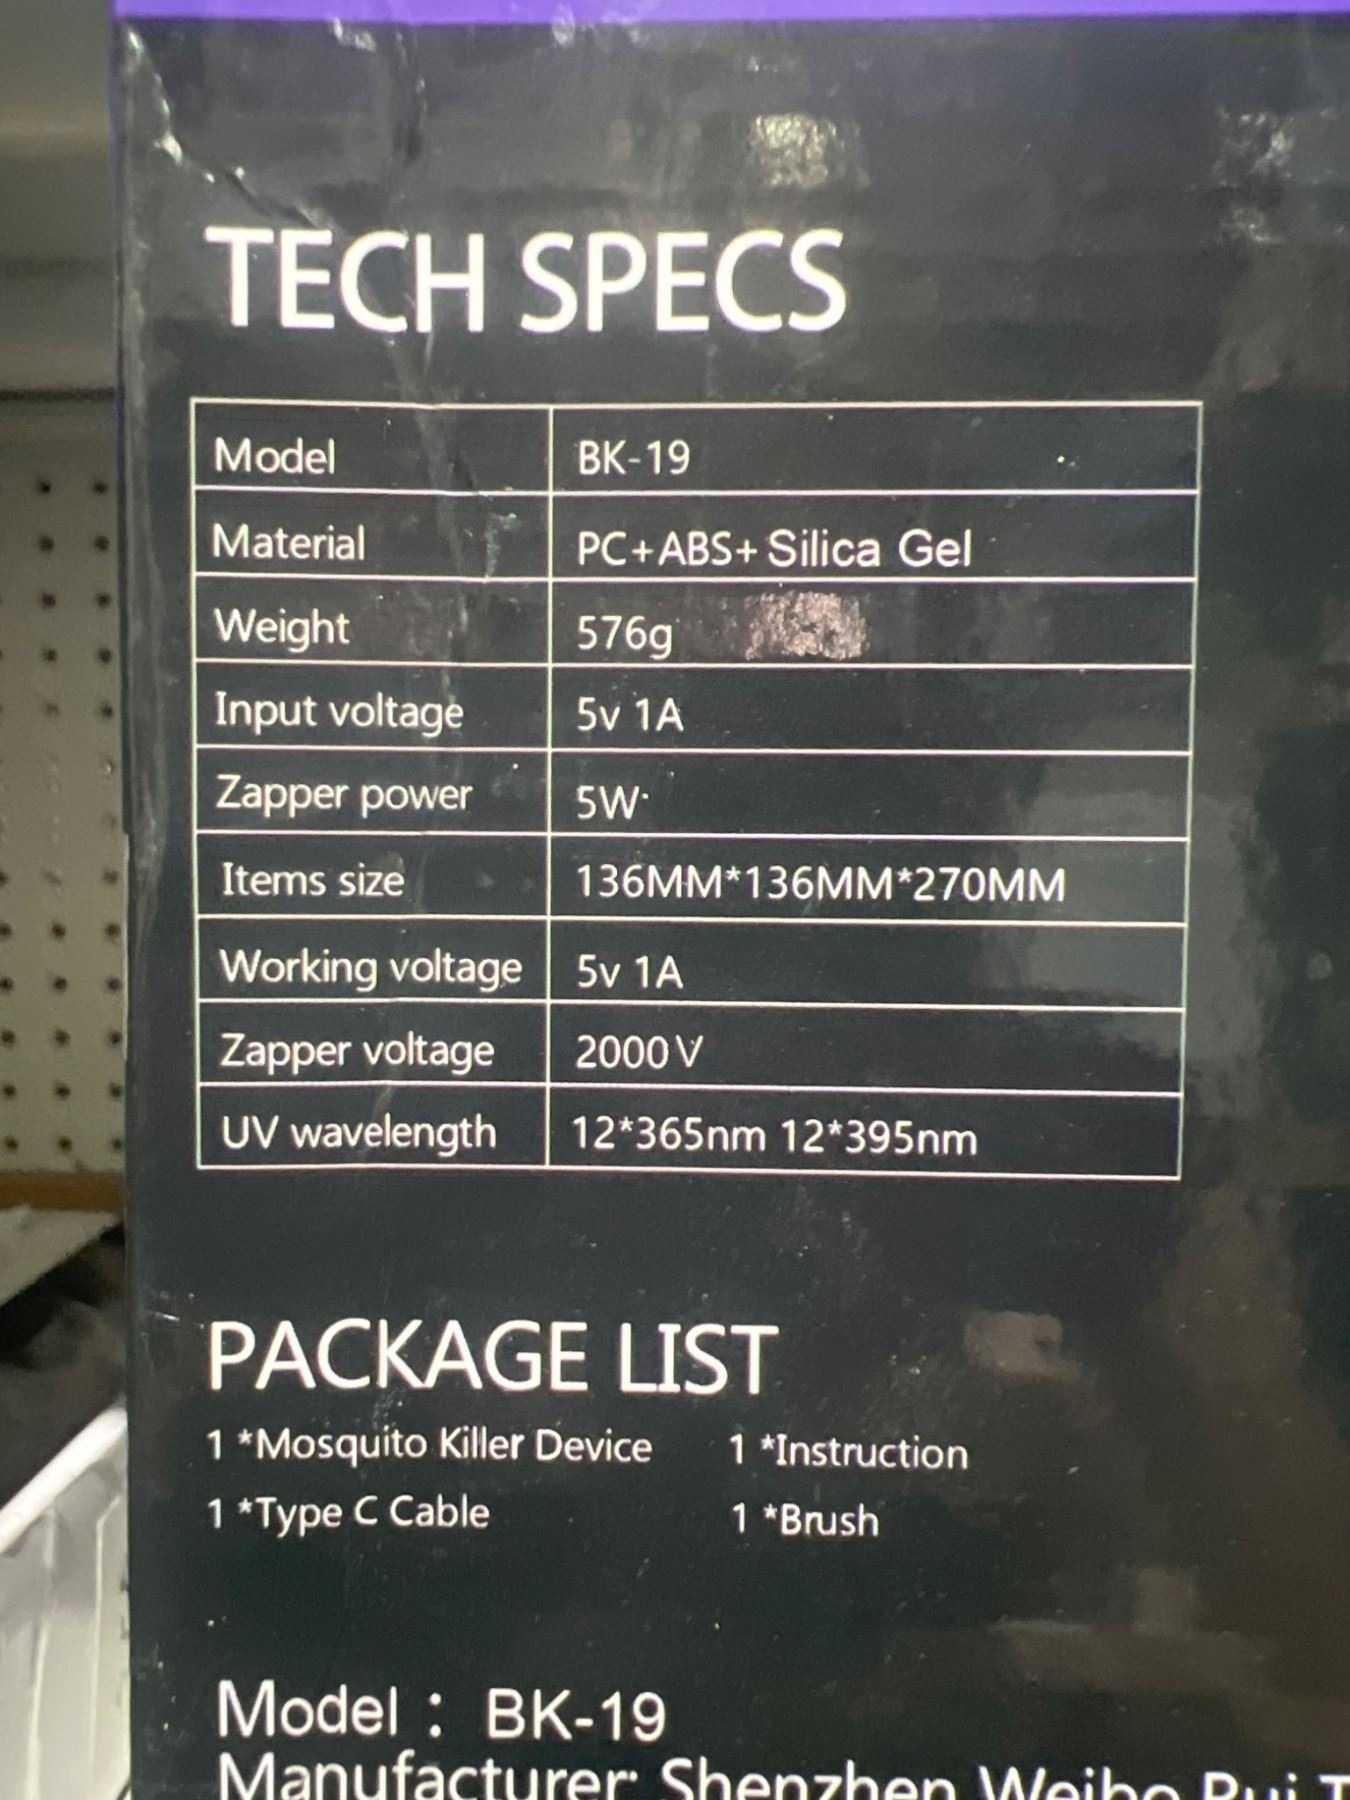 TECH SPECS
Model BK-19
Material PC+ABS+Silica Gel
Weight 576g
Input voltage 5v 1A
Zapper power 5W
Items size 136MM*136MM*270MM
Working voltage 5v 1A
Zapper voltage 2000V
UV wavelength 12*365nm 12*395nm
PACKAGE LIST
1 *Mosquito Killer Device 1 *Instruction
1 *Type C Cable 1 *Brush
Model : BK-19
Manufacturer: Shenzhen Weibo Rui